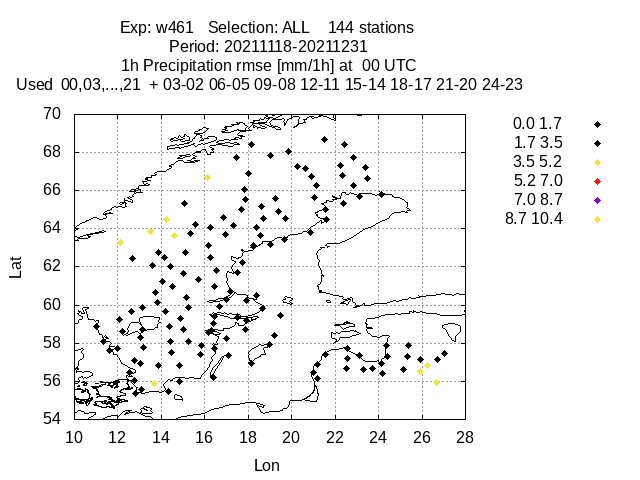 Exp: w461 Selection: ALL 144 stations
Period: 20211118-20211231
1h Precipitation rmse [mm/1h] at 00 UTC
Used 00,03,...,21 + 03-02 06-05 09-08 12-11 15-14 18-17 21-20 24-23
0.0 1.7
1.7 3.5
3.5 5.2
5.2 7.0
7.0 8.7
8.7 10.4
Lat
70
68
66
64
62
60
58
56
54
10 12 14 16 18 20 22 24 26 28
Lon